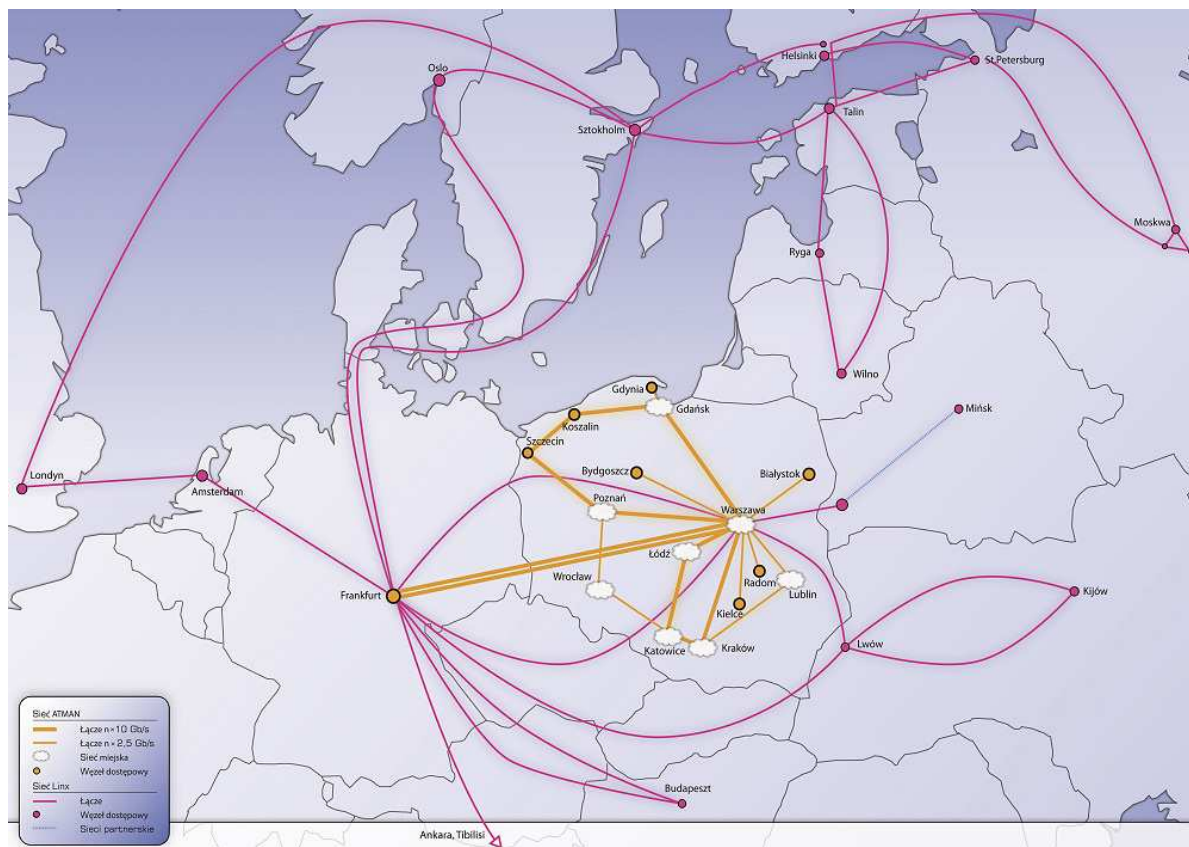 Oslo
Helsinki
St.Petersburg
Sztokholm
Talin
Moskwa
Ryga
Wilno
Gdynia
Gdańsk
Koszalin
Mińsk
Szczecin
Londyn
Bydgoszcz
Białystok
Amsterdam
Poznań
Warszawa
Łódź
Wrocław
Radom
Lublin
Frankfurt
Kielce
Kijów
Katowice
Kraków
Lwów
Budapeszt
Ankara, Tibilisi
Sieć ATMAN
Łącze n×10 Gb/s
Łącze n×2,5 Gb/s
Sieć miejska
Węzeł dostępowy
Sieć Linx
Łącze
Węzeł dostępowy
Sieci partnerskie